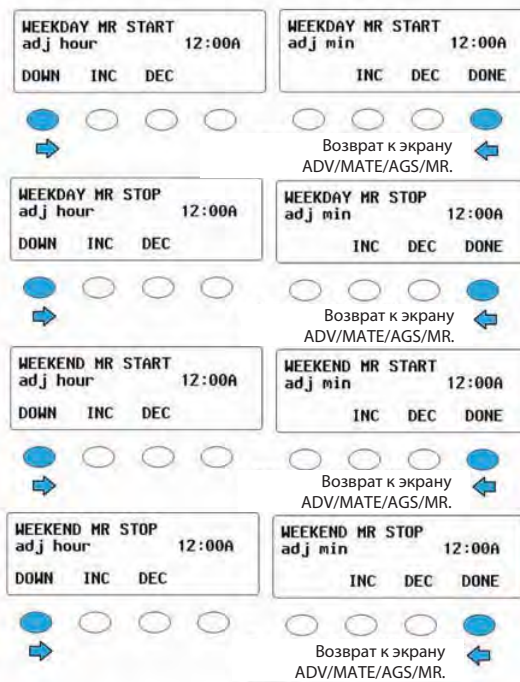 WEEKDAY MR START
adj hour 12:00A
DOWN INC DEC
WEEKDAY MR START
adj min 12:00A
INC DEC DONE
Возврат к экрану
ADV/MATE/AGS/MR.
WEEKDAY MR STOP
adj hour 12:00A
DOWN INC DEC
WEEKDAY MR STOP
adj min 12:00A
INC DEC DONE
Возврат к экрану
ADV/MATE/AGS/MR.
WEEKEND MR START
adj hour 12:00A
DOWN INC DEC
WEEKEND MR START
adj min 12:00A
INC DEC DONE
Возврат к экрану
ADV/MATE/AGS/MR.
WEEKEND MR STOP
adj hour 12:00A
DOWN INC DEC
WEEKEND MR STOP
adj min 12:00A
INC DEC DONE
Возврат к экрану
ADV/MATE/AGS/MR.